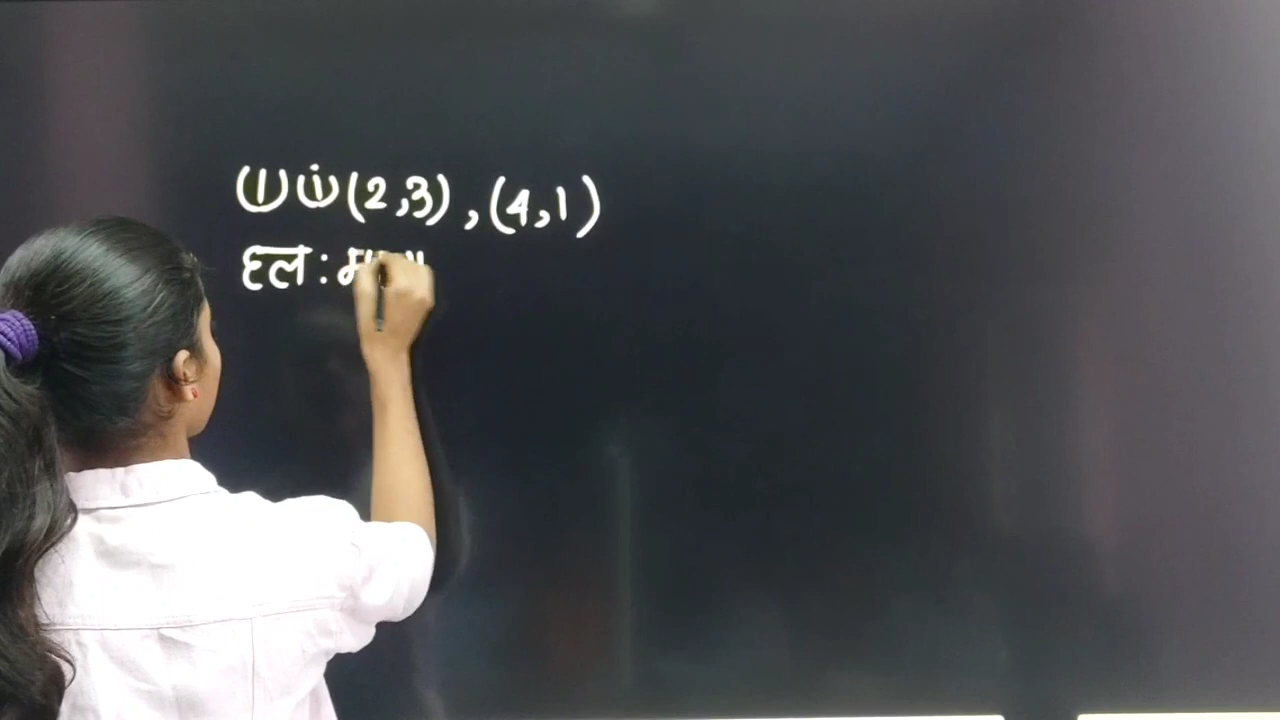 (1) (i) (2,3), (4,1)
हल :